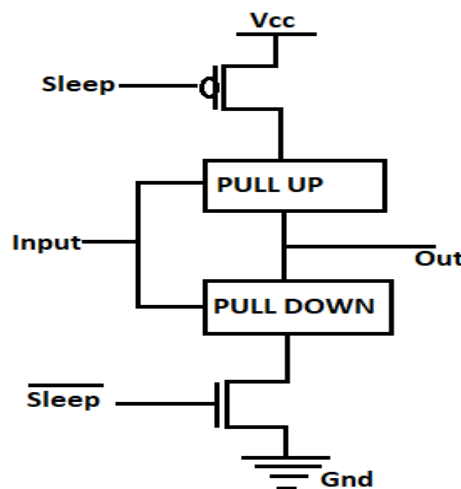 Vcc
Sleep
PULL UP
Input
Out
PULL DOWN
Sleep
Gnd